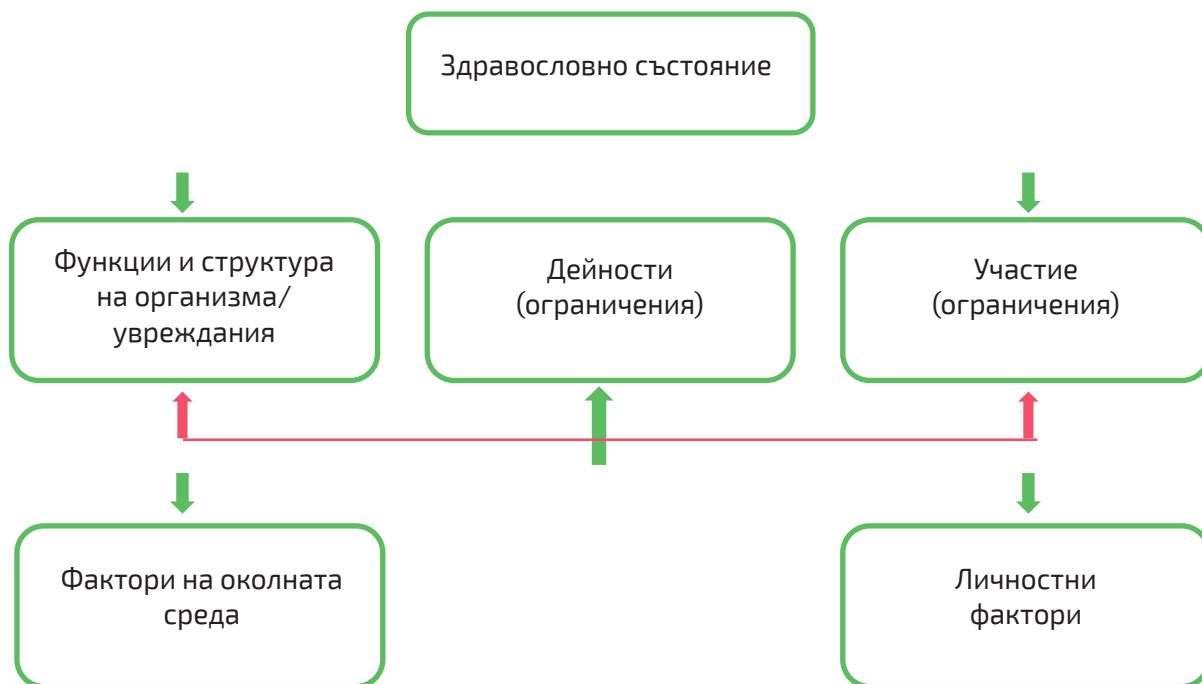 Здравословно състояние
Функции и структура
на организма/
увреждания
Дейности
(ограничения)
Участие
(ограничения)
Фактори на околната
среда
Личностни
фактори